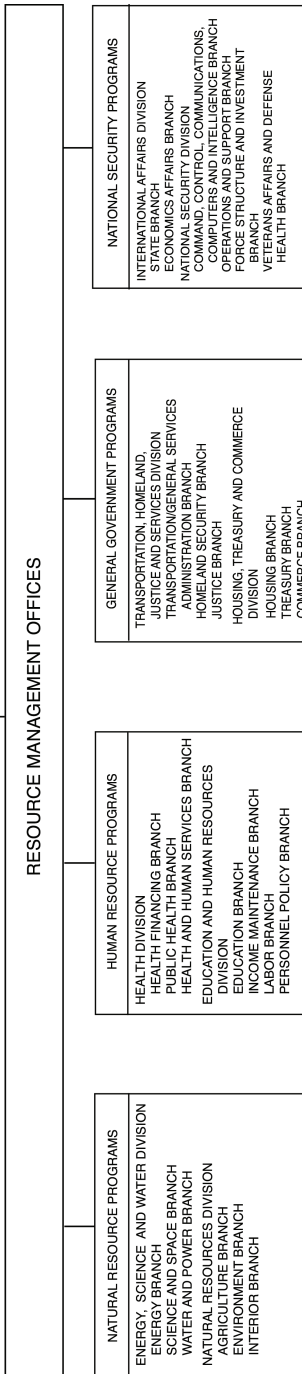 RESOURCE MANAGEMENT OFFICES
NATURAL RESOURCE PROGRAMS
ENERGY, SCIENCE AND WATER DIVISION
ENERGY BRANCH
SCIENCE AND SPACE BRANCH
WATER AND POWER BRANCH
NATURAL RESOURCES DIVISION
AGRICULTURE BRANCH
ENVIRONMENT BRANCH
INTERIOR BRANCH
HUMAN RESOURCE PROGRAMS
HEALTH DIVISION
HEALTH FINANCING BRANCH
PUBLIC HEALTH BRANCH
HEALTH AND HUMAN SERVICES BRANCH
EDUCATION AND HUMAN RESOURCES
DIVISION
EDUCATION BRANCH
INCOME MAINTENANCE BRANCH
LABOR BRANCH
PERSONNEL POLICY BRANCH
GENERAL GOVERNMENT PROGRAMS
TRANSPORTATION, HOMELAND,
JUSTICE AND SERVICES DIVISION
TRANSPORTATION/GENERAL SERVICES
ADMINISTRATION BRANCH
HOMELAND SECURITY BRANCH
JUSTICE BRANCH
HOUSING, TREASURY AND COMMERCE
DIVISION
HOUSING BRANCH
TREASURY BRANCH
COMMERCE BRANCH
NATIONAL SECURITY PROGRAMS
INTERNATIONAL AFFAIRS DIVISION
STATE BRANCH
ECONOMICS AFFAIRS BRANCH
NATIONAL SECURITY DIVISION
COMMAND, CONTROL, COMMUNICATIONS,
COMPUTERS AND INTELLIGENCE BRANCH
OPERATIONS AND SUPPORT BRANCH
FORCE STRUCTURE AND INVESTMENT
BRANCH
VETERANS AFFAIRS AND DEFENSE
HEALTH BRANCH